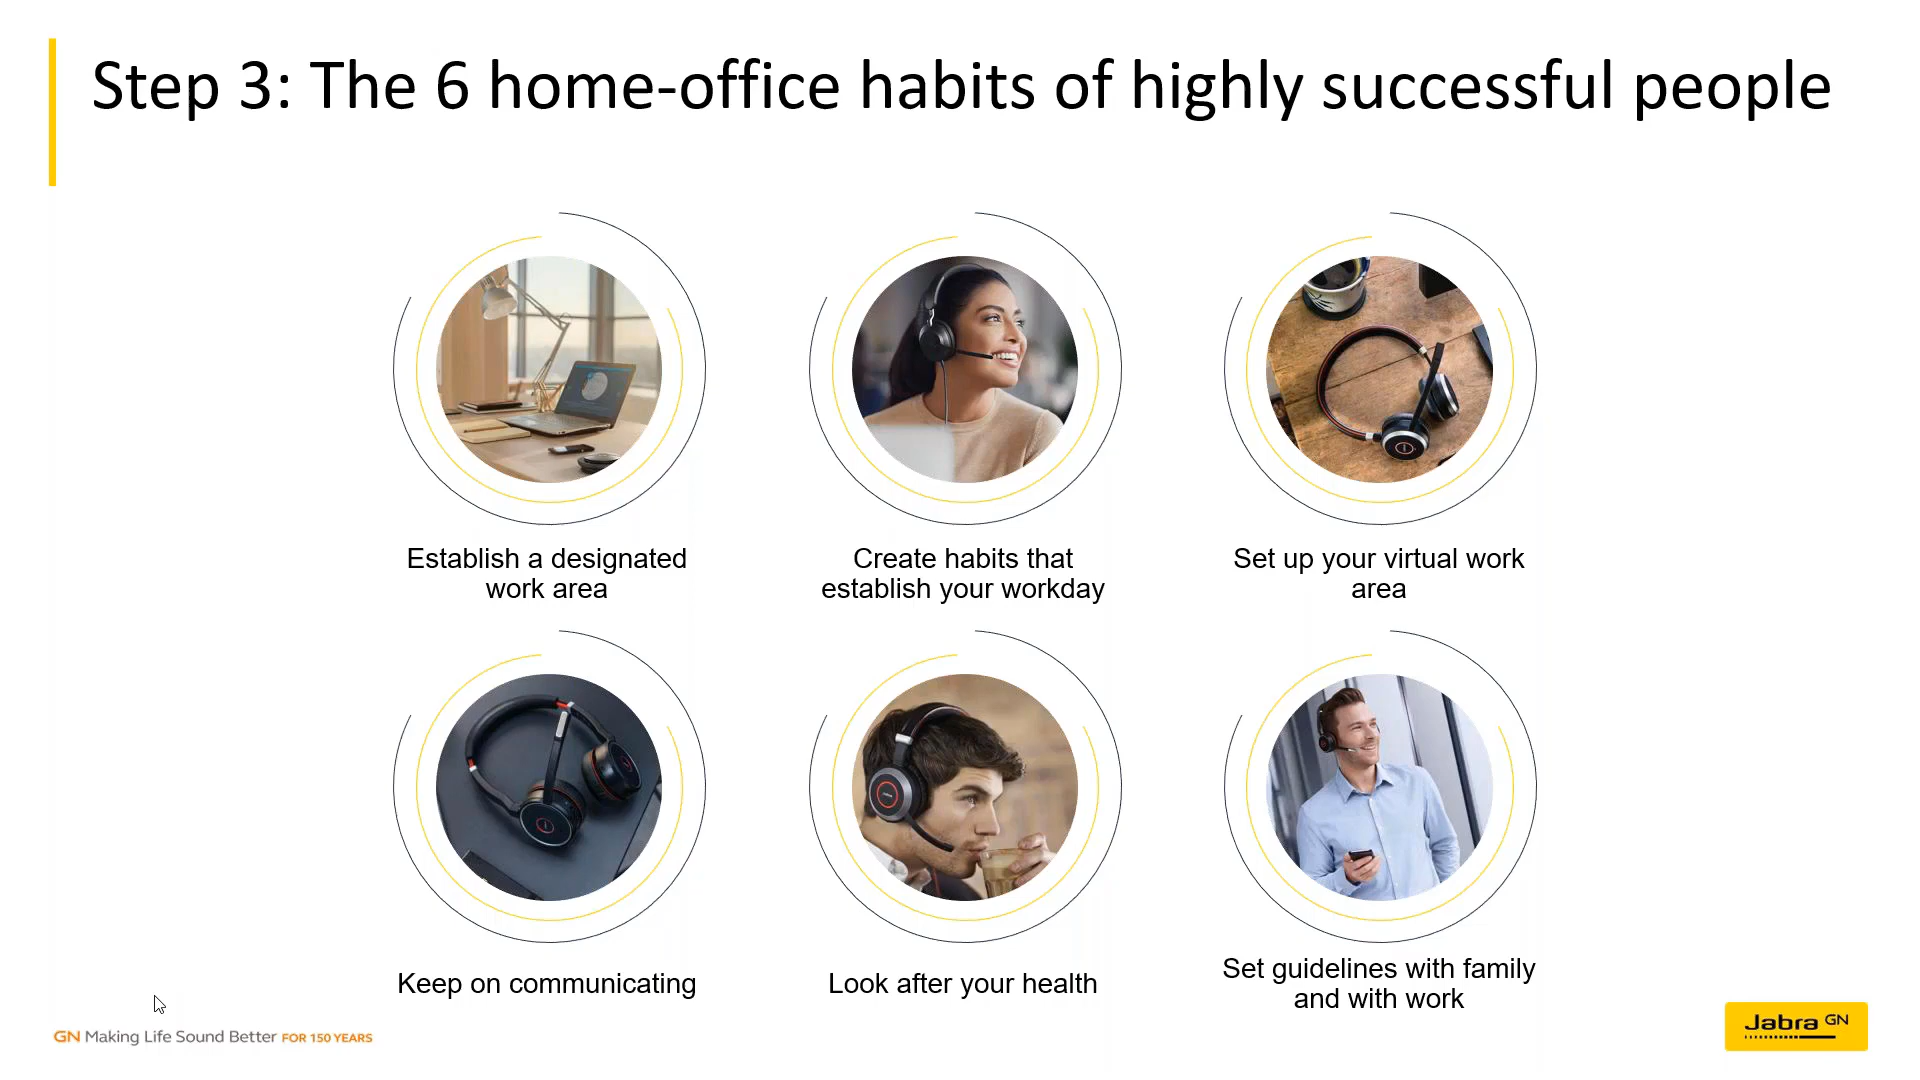 Step 3: The 6 home-office habits of highly successful people
Establish a designated
work area
Create habits that
establish your workday
Set up your virtual work
area
Keep on communicating
Look after your health
Set guidelines with family
and with work
GN Making Life Sound Better FOR 150 YEARS
Jabra GN